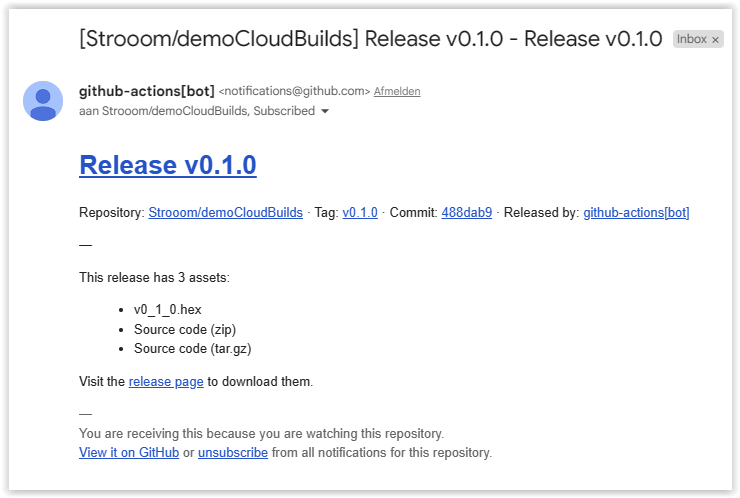 [Strooom/demoCloudBuilds] Release v0.1.0 - Release v0.1.0 Inbox ×
github-actions[bot] <notifications@github.com> Afmelden
aan Strooom/demoCloudBuilds, Subscribed
Release v0.1.0
Repository: Strooom/demoCloudBuilds · Tag: v0.1.0 · Commit: 488dab9 · Released by: github-actions[bot]
—
This release has 3 assets:
• v0_1_0.hex
• Source code (zip)
• Source code (tar.gz)
Visit the release page to download them.
—
You are receiving this because you are watching this repository.
View it on GitHub or unsubscribe from all notifications for this repository.